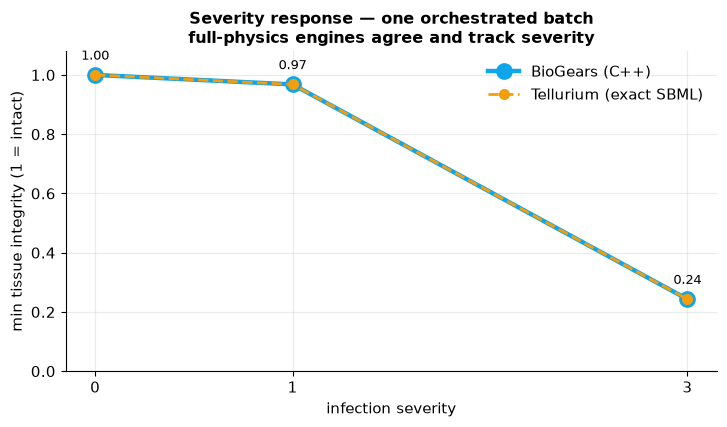 Severity response — one orchestrated batch
full-physics engines agree and track severity
1.00
0.97
0.24
BioGears (C++)
Tellurium (exact SBML)
min tissue integrity (1 = intact)
1.0
0.8
0.6
0.4
0.2
0.0
0
1
3
infection severity